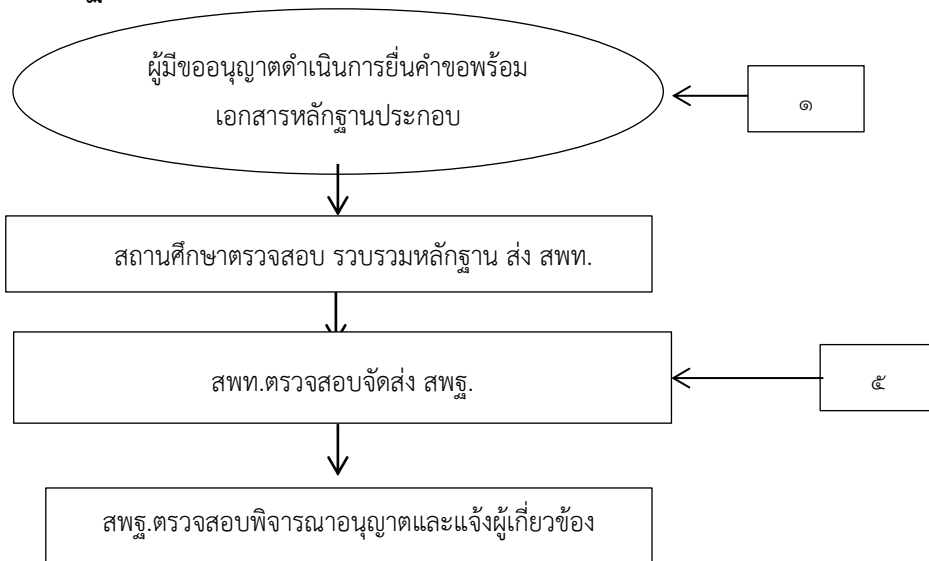 ผู้มีขออนุญาตดำเนินการยื่นคำขอพร้อม
เอกสารหลักฐานประกอบ
๑
สถานศึกษาตรวจสอบ รวบรวมหลักฐาน ส่ง สพท.
สพท.ตรวจสอบจัดส่ง สพฐ.
๕
สพฐ.ตรวจสอบพิจารณาอนุญาตและแจ้งผู้เกี่ยวข้อง